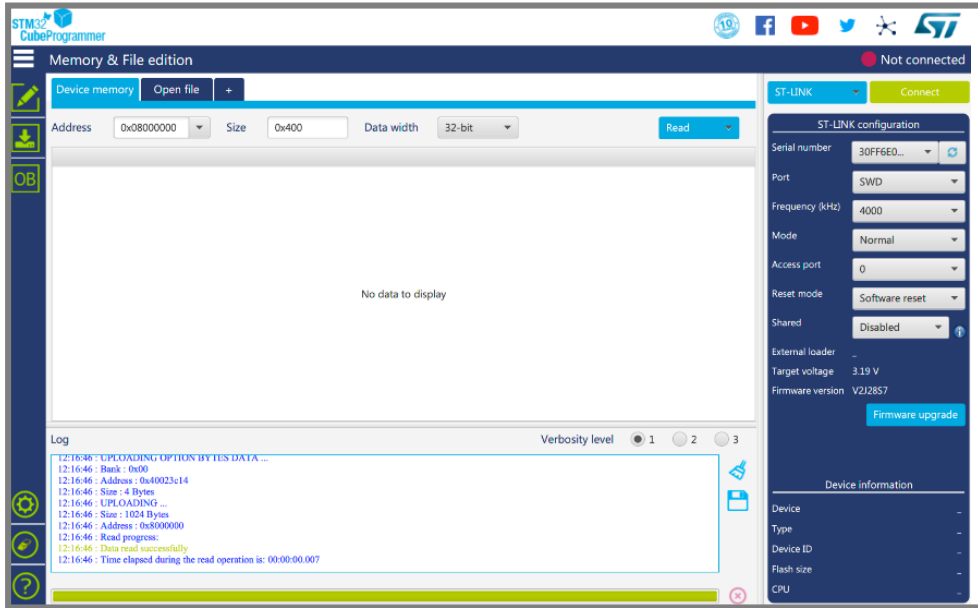 STM32
CubeProgrammer
19
Memory & File edition
Not connected
Device memory
Open file
+
ST-LINK
Connect
Address
0x08000000
Size
0x400
Data width
32-bit
Read
ST-LINK configuration
Serial number
30FF6E0...
Port
SWD
Frequency (kHz)
4000
Mode
Normal
Access port
0
Reset mode
Software reset
Shared
Disabled
External loader
_
Target voltage
3.19 V
Firmware version
V2J28S7
Firmware upgrade
OB
No data to display
Log
Verbosity level
1
2
3
12:16:46 : UPLOADING OPTION BYTES DATA ...
12:16:46 : Bank : 0x00
12:16:46 : Address : 0x40023c14
12:16:46 : Size : 4 Bytes
12:16:46 : UPLOADING ...
12:16:46 : Size : 1024 Bytes
12:16:46 : Address : 0x8000000
12:16:46 : Read progress:
12:16:46 : Data read successfully
12:16:46 : Time elapsed during the read operation is: 00:00:00.007
Device information
Device
_
Type
_
Device ID
_
Flash size
_
CPU
_
?